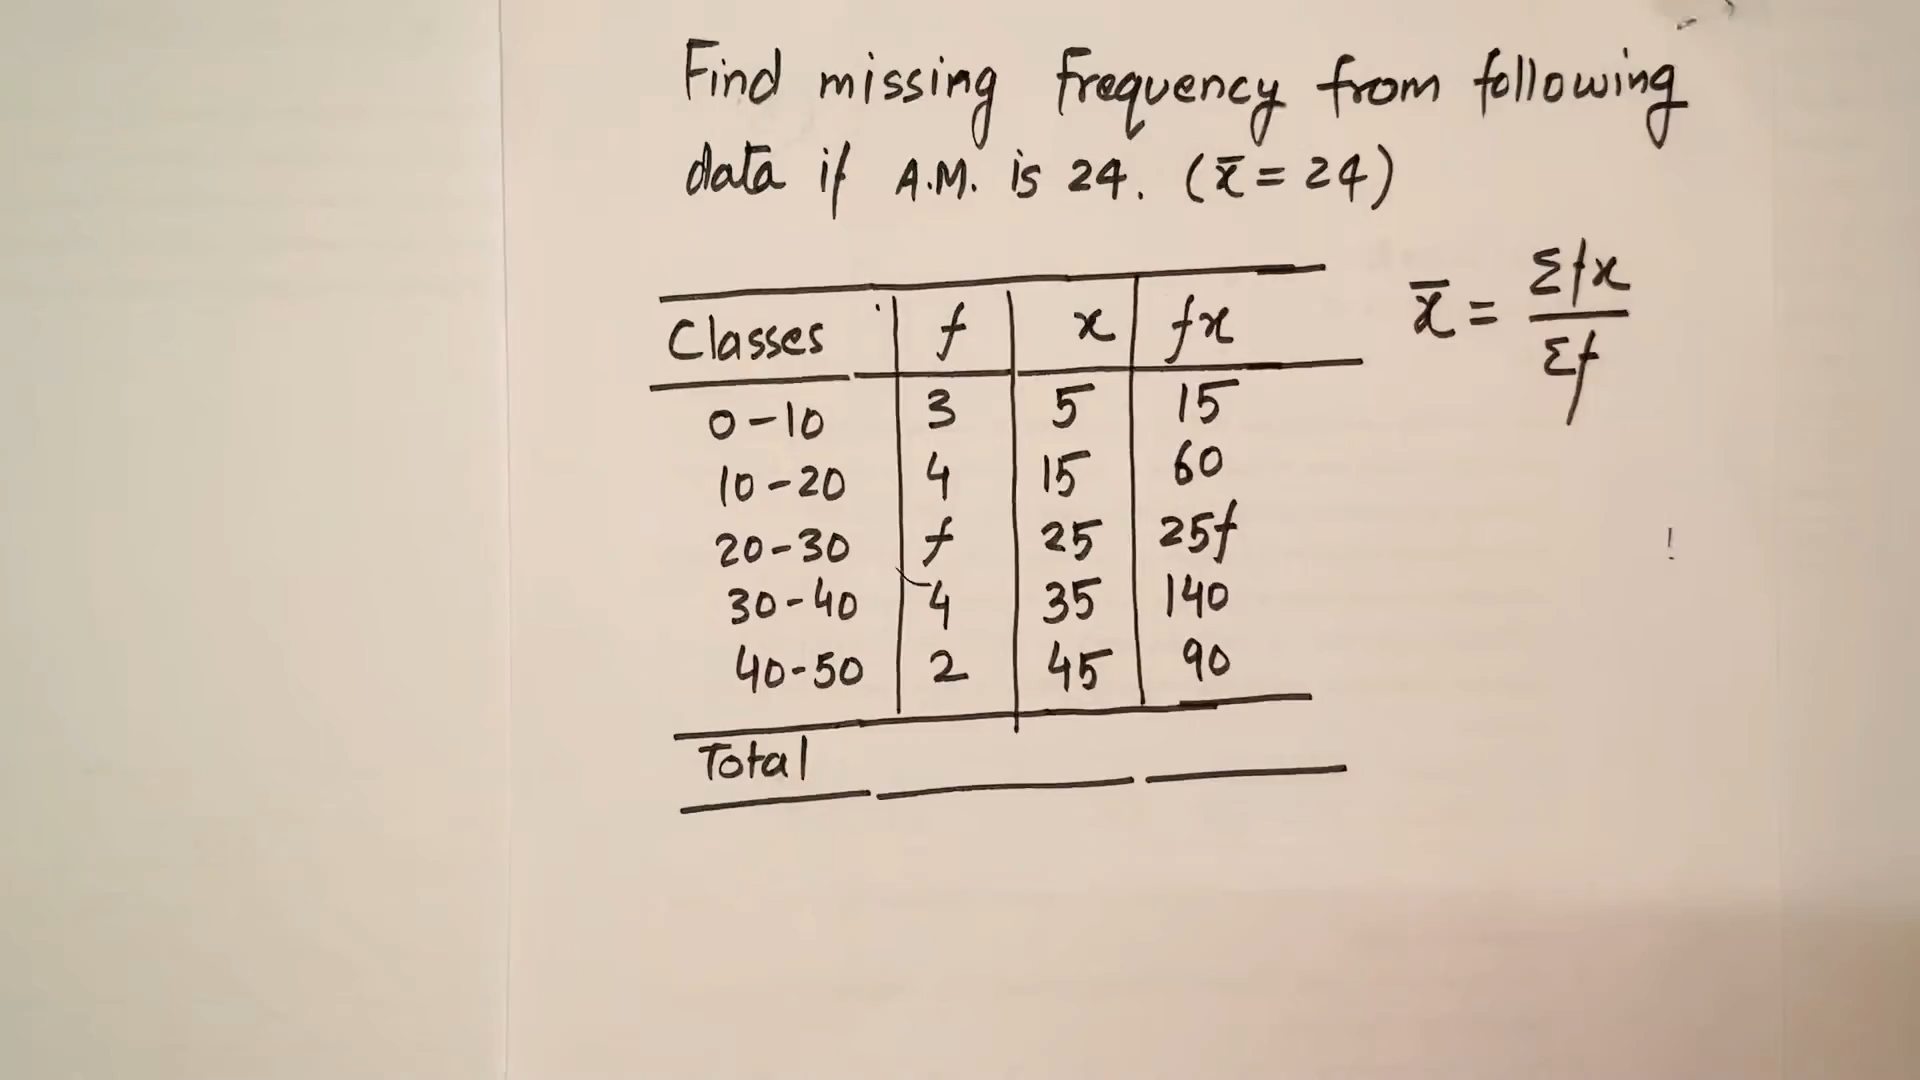 Find missing frequency from following
data if A.M. is 24. (x̄ = 24)
x̄ = Σfx / Σf
Classes f x fx
0-10 3 5 15
10-20 4 15 60
20-30 f 25 25f
30-40 4 35 140
40-50 2 45 90
Total